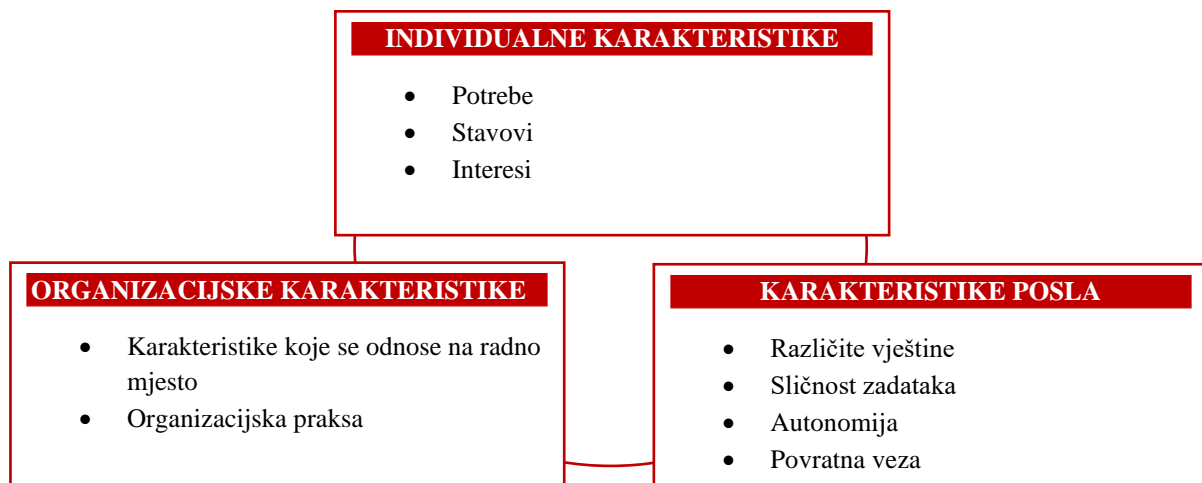 INDIVIDUALNE KARAKTERISTIKE
• Potrebe
• Stavovi
• Interesi
ORGANIZACIJSKE KARAKTERISTIKE
• Karakteristike koje se odnose na radno
mjesto
• Organizacijska praksa
KARAKTERISTIKE POSLA
• Različite vještine
• Sličnost zadataka
• Autonomija
• Povratna veza